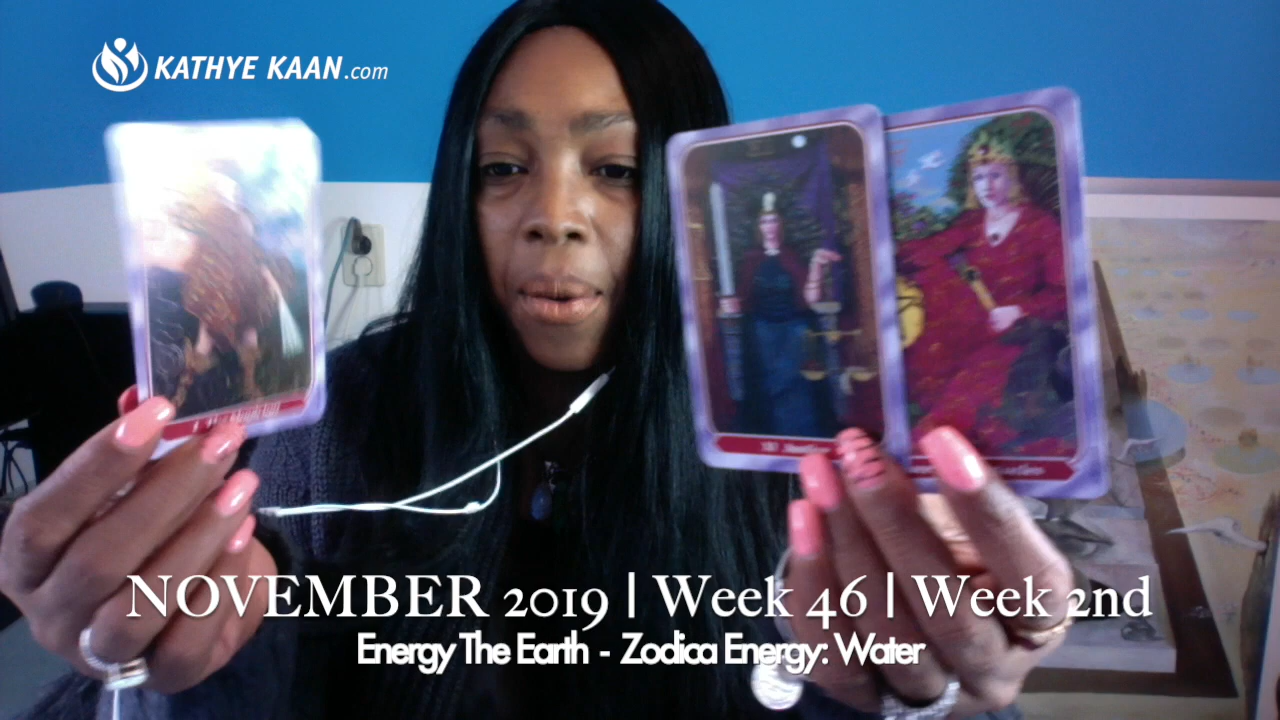 KATHYE KAAN.com
NOVEMBER 2019 | Week 46 | Week 2nd
Energy The Earth - Zodica Energy: Water